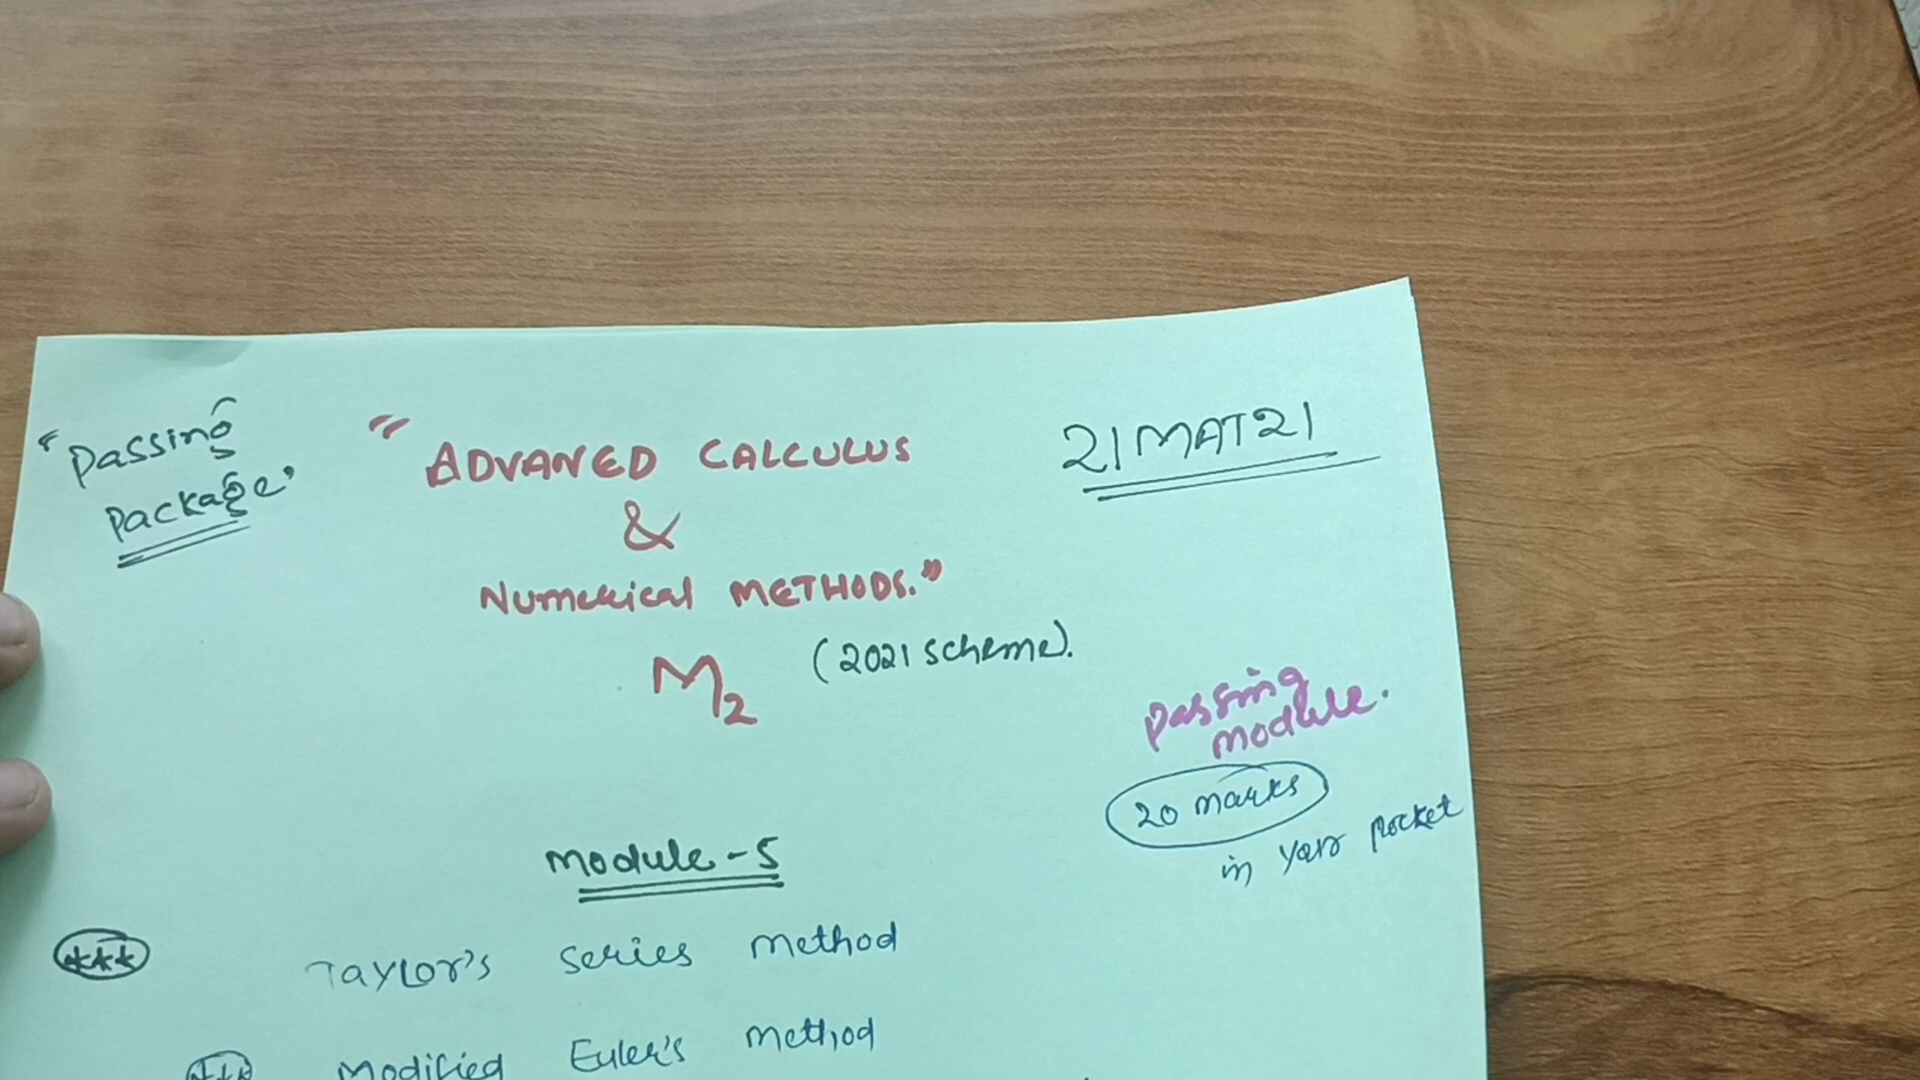 "Passing
Package"
"ADVANED CALCULUS
&
Numerical METHODS."
M2
(2021 scheme).
21MAT21
Passing
module.
20 marks
in your pocket
Module-5
*** Taylor's series method
*** Modified Euler's method